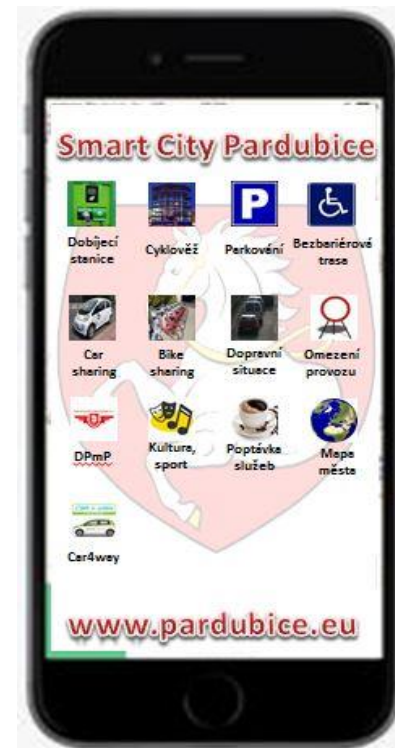 Smart City Pardubice
P
Dobíjecí
stanice
Cyklověž
Parkování
Bezbariérová
trasa
Car
sharing
Bike
sharing
Dopravní
situace
Omezení
provozu
DPmP
Kultura,
sport
Poptávka
služeb
Mapa
města
Car4way
www.pardubice.eu